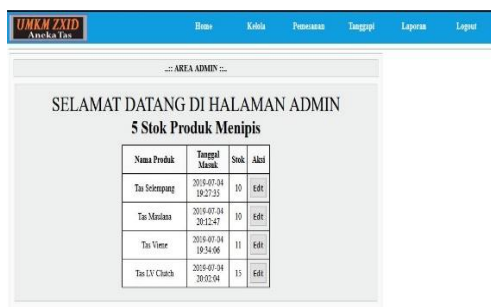 UMKM ZXID
Aneka Tas
Home Kelola Pemesanan Tanggapi Laporan Logout
..:: AREA ADMIN ::..
SELAMAT DATANG DI HALAMAN ADMIN
5 Stok Produk Menipis
Nama Produk Tanggal Masuk Stok Aksi
Tas Selempang 2019-07-04 19:27:35 10 Edit
Tas Maulana 2019-07-04 20:12:47 10 Edit
Tas Viene 2019-07-04 19:34:06 11 Edit
Tas LV Clutch 2019-07-04 20:02:04 15 Edit